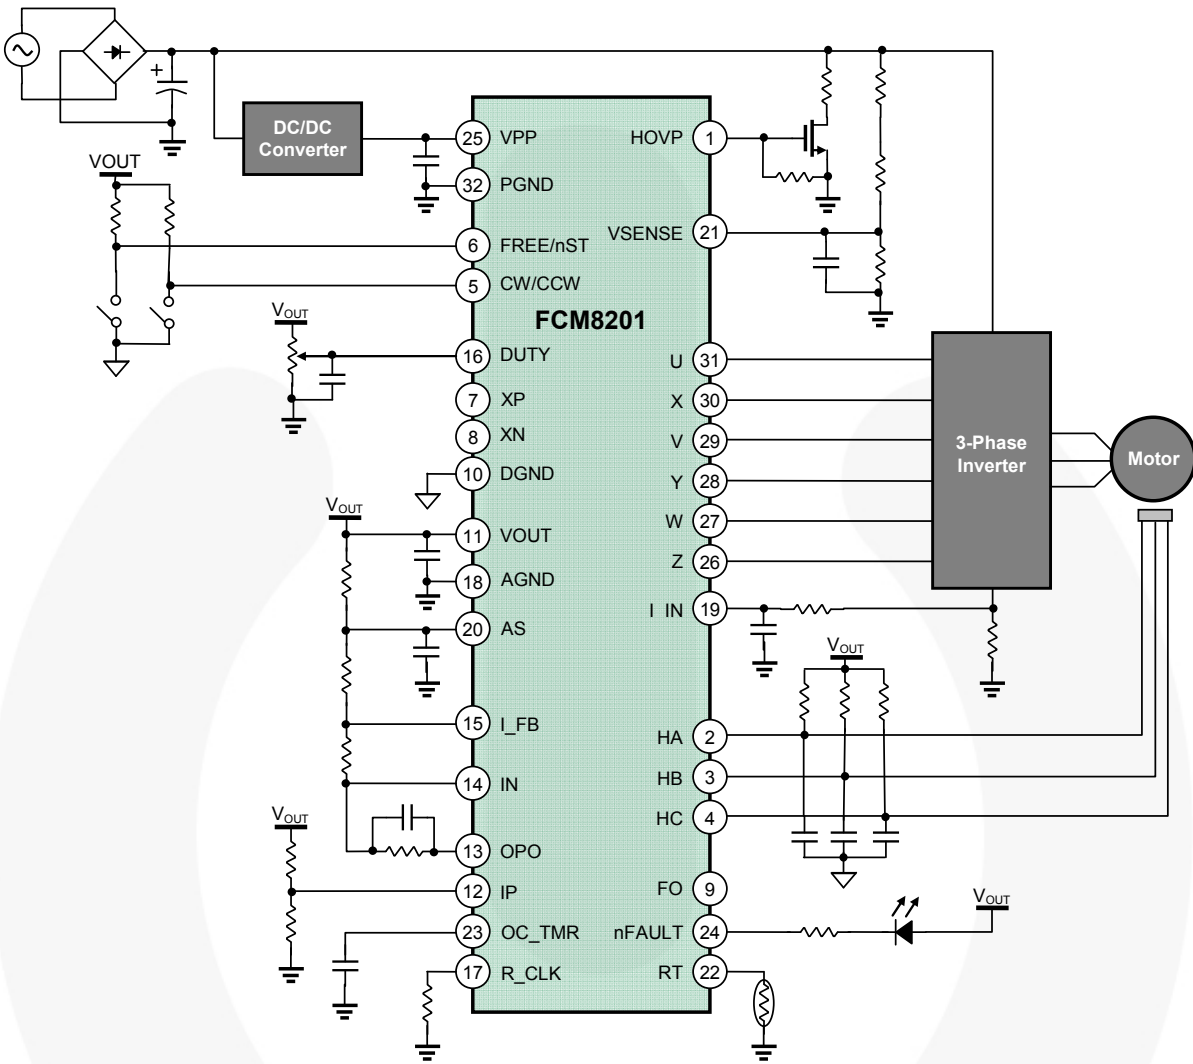 +
DC/DC
Converter
VOUT
25 VPP
32 PGND
6 FREE/nST
5 CW/CCW
VOUT
16 DUTY
7 XP
8 XN
10 DGND
VOUT
11 VOUT
18 AGND
20 AS
15 I_FB
14 IN
13 OPO
VOUT
12 IP
23 OC_TMR
17 R_CLK
FCM8201
HOVP 1
VSENSE 21
U 31
X 30
V 29
Y 28
W 27
Z 26
I IN 19
3-Phase
Inverter
Motor
VOUT
HA 2
HB 3
HC 4
FO 9
nFAULT 24
VOUT
RT 22